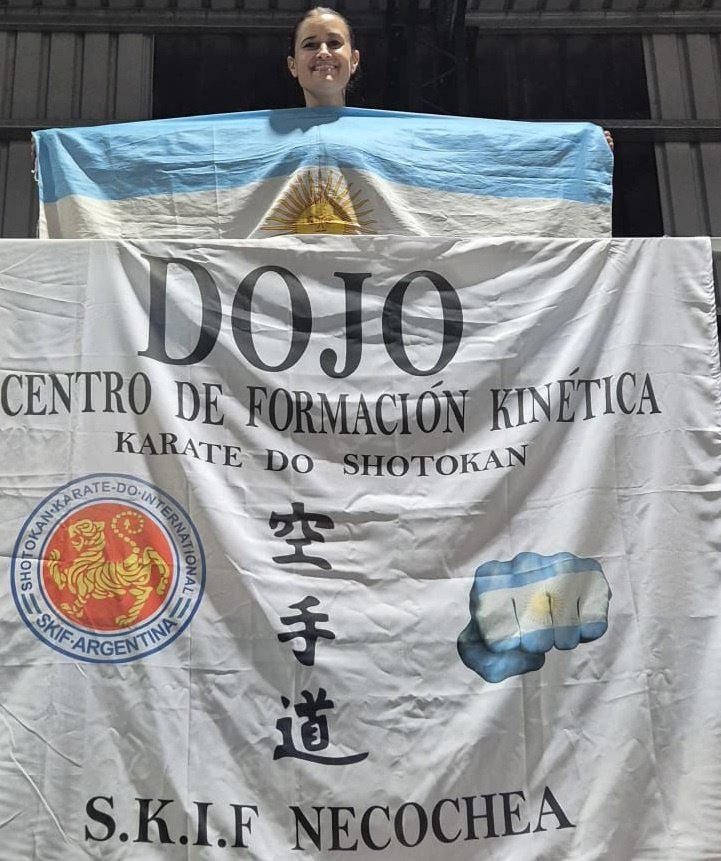 DOJO
CENTRO DE FORMACIÓN KINÉTICA
KARATE DO SHOTOKAN
SHOTOKAN·KARATE-DO·INTERNATIONAL
SKIF-ARGENTINA
空
手
道
S.K.I.F NECOCHEA